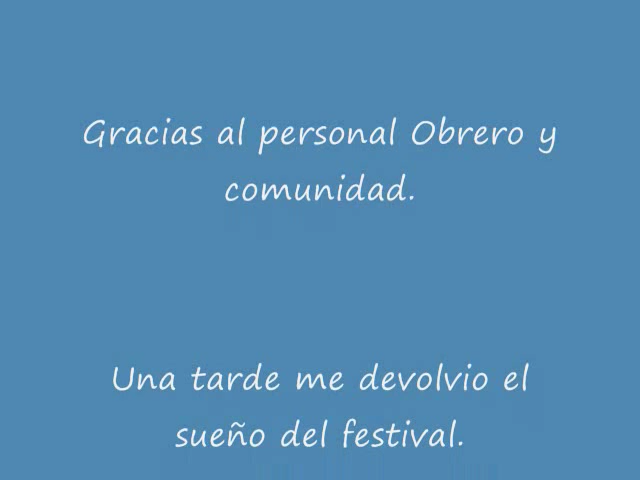 Gracias al personal Obrero y
comunidad.
Una tarde me devolvio el
sueño del festival.